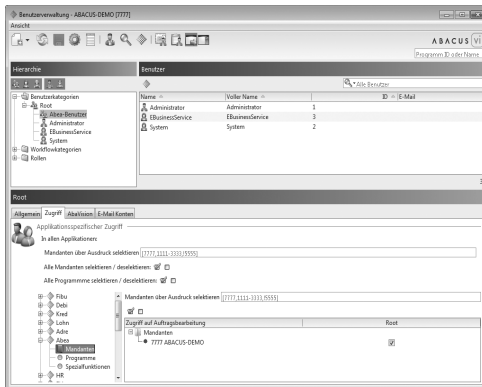 Benutzerverwaltung - ABACUS-DEMO [7777]
Ansicht
ABACUS vi
Programm ID oder Name
Hierarchie
Benutzer
Alle Benutzer
Name
Voller Name
ID
E-Mail
Administrator
Administrator
1
EBusinessService
EBusinessService
3
System
System
2
Benutzerkategorien
Root
Abea-Benutzer
Administrator
EBusinessService
System
Workflowkategorien
Rollen
3
Root
Allgemein
Zugriff
AbaVision
E-Mail Konten
Applikationsspezifischer Zugriff
In allen Applikationen:
Mandanten über Ausdruck selektieren [7777,1111-3333,!5555]
Alle Mandanten selektieren / deselektieren:
Alle Programmme selektieren / deselektieren:
Fibu
Debi
Kred
Lohn
Adre
Abea
Mandanten
Programme
Spezialfunktionen
HR
Mandanten über Ausdruck selektieren [7777,1111-3333,!5555]
Zugriff auf Auftragsbearbeitung
Root
Mandanten
7777 ABACUS-DEMO